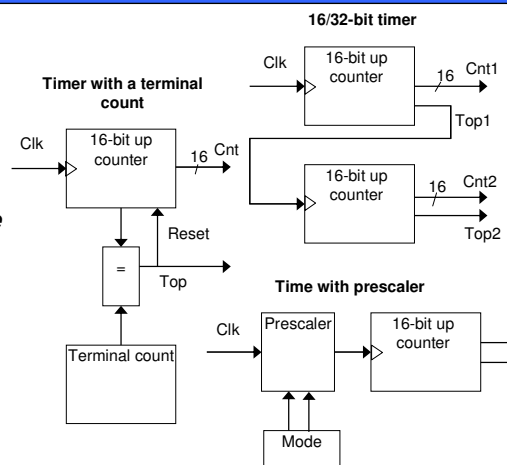 Timer with a terminal
count
Clk
16-bit up
counter
16
Cnt
Reset
=
Top
Terminal count
16/32-bit timer
Clk
16-bit up
counter
16
Cnt1
Top1
16-bit up
counter
16
Cnt2
Top2
Time with prescaler
Clk
Prescaler
16-bit up
counter
Mode